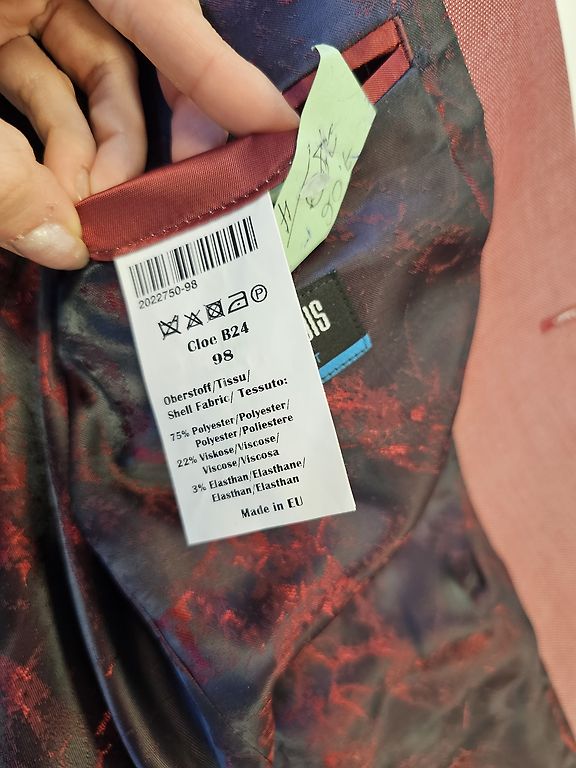 2022750-98
P
Cloe B24
98
Oberstoff/Tissu/
Shell Fabric/ Tessuto:
75% Polyester/Polyester/
Polyester/Poliestere
22% Viskose/Viscose/
Viscose/Viscosa
3% Elasthan/Elasthane/
Elasthan/Elasthan
Made in EU